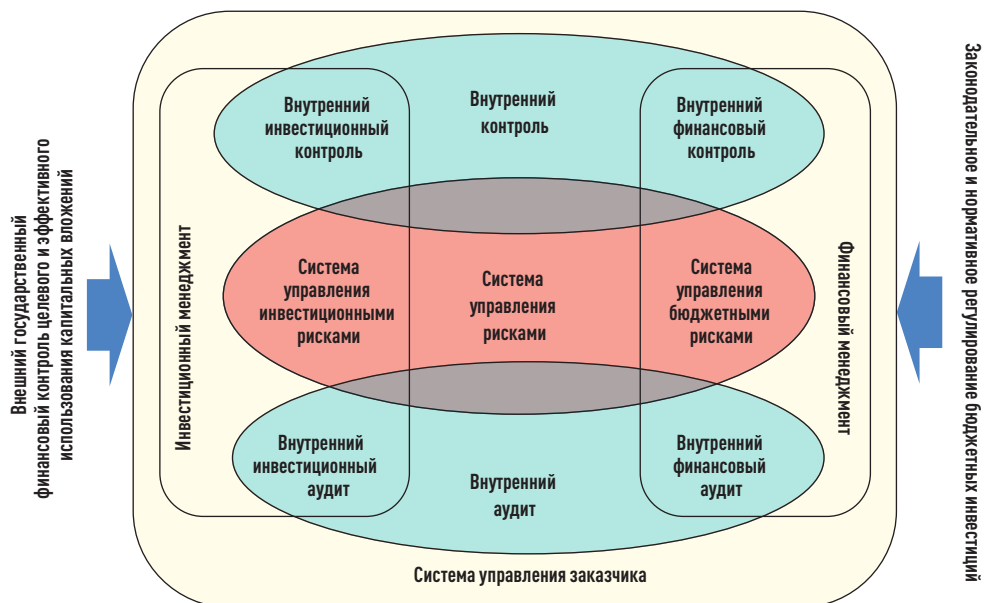 Внешний государственный
финансовый контроль целевого и эффективного
использования капитальных вложений
Инвестиционный менеджмент
Внутренний
инвестиционный
контроль
Внутренний
контроль
Внутренний
финансовый
контроль
Система
управления
инвестиционными
рисками
Система
управления
рисками
Система
управления
бюджетными
рисками
Внутренний
инвестиционный
аудит
Внутренний
аудит
Внутренний
финансовый
аудит
Финансовый менеджмент
Система управления заказчика
Законодательное и нормативное регулирование бюджетных инвестиций